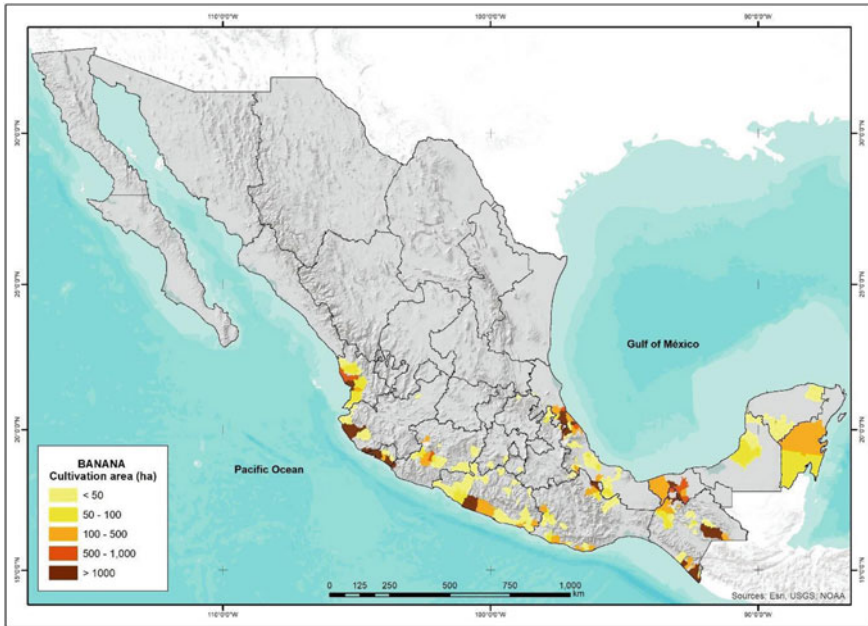 110°0'0"W 100°0'0"W 90°0'0"W
30°0'0"N 30°0'0"N
25°0'0"N 25°0'0"N
Gulf of México
20°0'0"N 20°0'0"N
BANANA
Cultivation area (ha)
< 50
50 - 100
100 - 500
500 - 1,000
> 1000
Pacific Ocean
15°0'0"N 15°0'0"N
0 125 250 500 750 1,000
km
Sources: Esri, USGS, NOAA
110°0'0"W 100°0'0"W 90°0'0"W